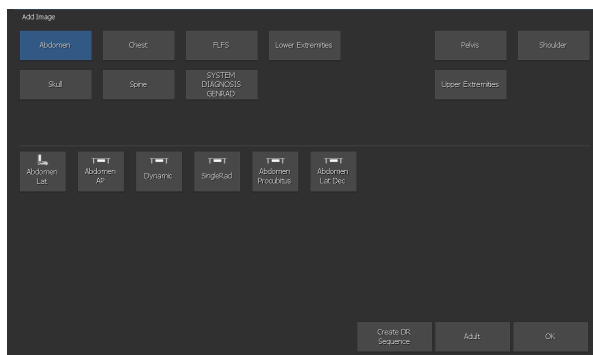 Add Image
Abdomen
Chest
FLFS
Lower Extremities
Pelvis
Shoulder
Skull
Spine
SYSTEM
DIAGNOSIS
GENRAD
Upper Extremities
Abdomen
Lat
Abdomen
AP
Dynamic
SingleRad
Abdomen
Procubitus
Abdomen
Lat Dec
Create DR
Sequence
Adult
OK